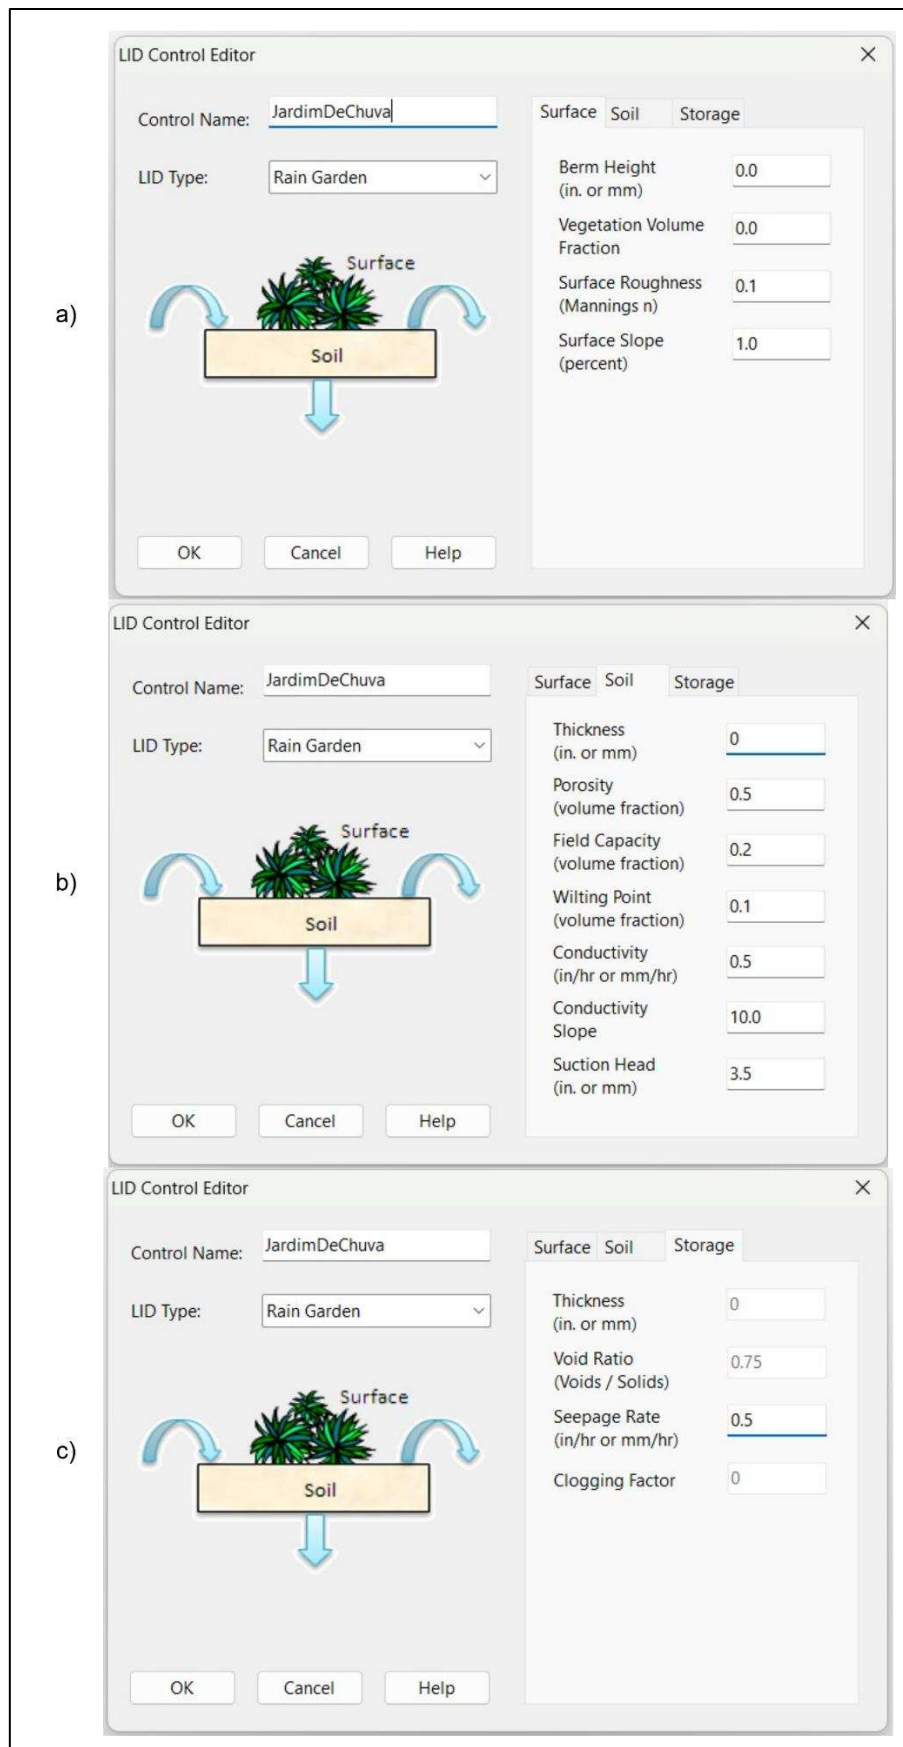 a)
LID Control Editor
Control Name: JardimDeChuva
LID Type: Rain Garden
Surface
Soil
OK Cancel Help
Surface Soil Storage
Berm Height 0.0
(in. or mm)
Vegetation Volume 0.0
Fraction
Surface Roughness 0.1
(Mannings n)
Surface Slope 1.0
(percent)
b)
LID Control Editor
Control Name: JardimDeChuva
LID Type: Rain Garden
Surface
Soil
OK Cancel Help
Surface Soil Storage
Thickness 0
(in. or mm)
Porosity 0.5
(volume fraction)
Field Capacity 0.2
(volume fraction)
Wilting Point 0.1
(volume fraction)
Conductivity 0.5
(in/hr or mm/hr)
Conductivity 10.0
Slope
Suction Head 3.5
(in. or mm)
c)
LID Control Editor
Control Name: JardimDeChuva
LID Type: Rain Garden
Surface
Soil
OK Cancel Help
Surface Soil Storage
Thickness 0
(in. or mm)
Void Ratio 0.75
(Voids / Solids)
Seepage Rate 0.5
(in/hr or mm/hr)
Clogging Factor 0